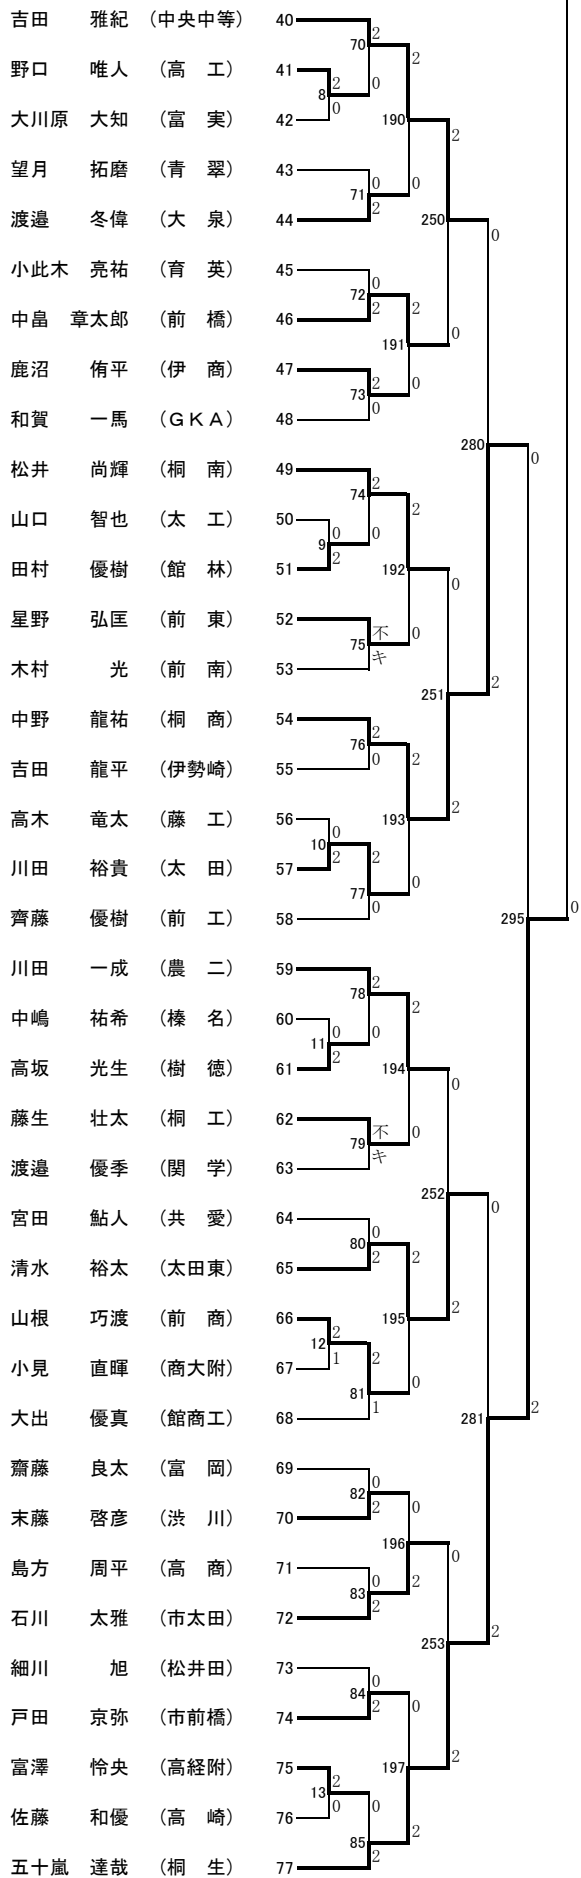 吉田　雅紀（中央中等）40
野口　唯人（高　工）41
大川原　大知（富　実）42
望月　拓磨（青　翠）43
渡邉　冬偉（大　泉）44
小此木　亮祐（育　英）45
中畠　章太郎（前　橋）46
鹿沼　侑平（伊　商）47
和賀　一馬（ＧＫＡ）48
松井　尚輝（桐　南）49
山口　智也（太　工）50
田村　優樹（館　林）51
星野　弘匡（前　東）52
木村　光（前　南）53
中野　龍祐（桐　商）54
吉田　龍平（伊勢崎）55
高木　竜太（藤　工）56
川田　裕貴（太　田）57
齊藤　優樹（前　工）58
川田　一成（農　二）59
中嶋　祐希（榛　名）60
高坂　光生（樹　徳）61
藤生　壮太（桐　工）62
渡邉　優季（関　学）63
宮田　鮎人（共　愛）64
清水　裕太（太田東）65
山根　巧渡（前　商）66
小見　直暉（商大附）67
大出　優真（館商工）68
齋藤　良太（富　岡）69
末藤　啓彦（渋　川）70
島方　周平（高　商）71
石川　太雅（市太田）72
細川　旭（松井田）73
戸田　京弥（市前橋）74
富澤　怜央（高経附）75
佐藤　和優（高　崎）76
五十嵐　達哉（桐　生）77
8 2 0
9 0 2
10 0 2
11 0 2
12 2 1
13 2 0
70 2 0
71 0 2
72 0 2
73 2 0
74 2 0
75 不 キ
76 2 0
77 2 0
78 2 0
79 不 キ
80 0 2
81 2 1
82 0 2
83 0 2
84 0 2
85 0 2
190 2 0
191 2 0
192 2 0
193 2 0
194 2 0
195 2 0
196 0 2
197 0 2
250 2 0
251 0 2
252 0 2
253 0 2
280 0 2
281 0 2
295 0 2
0